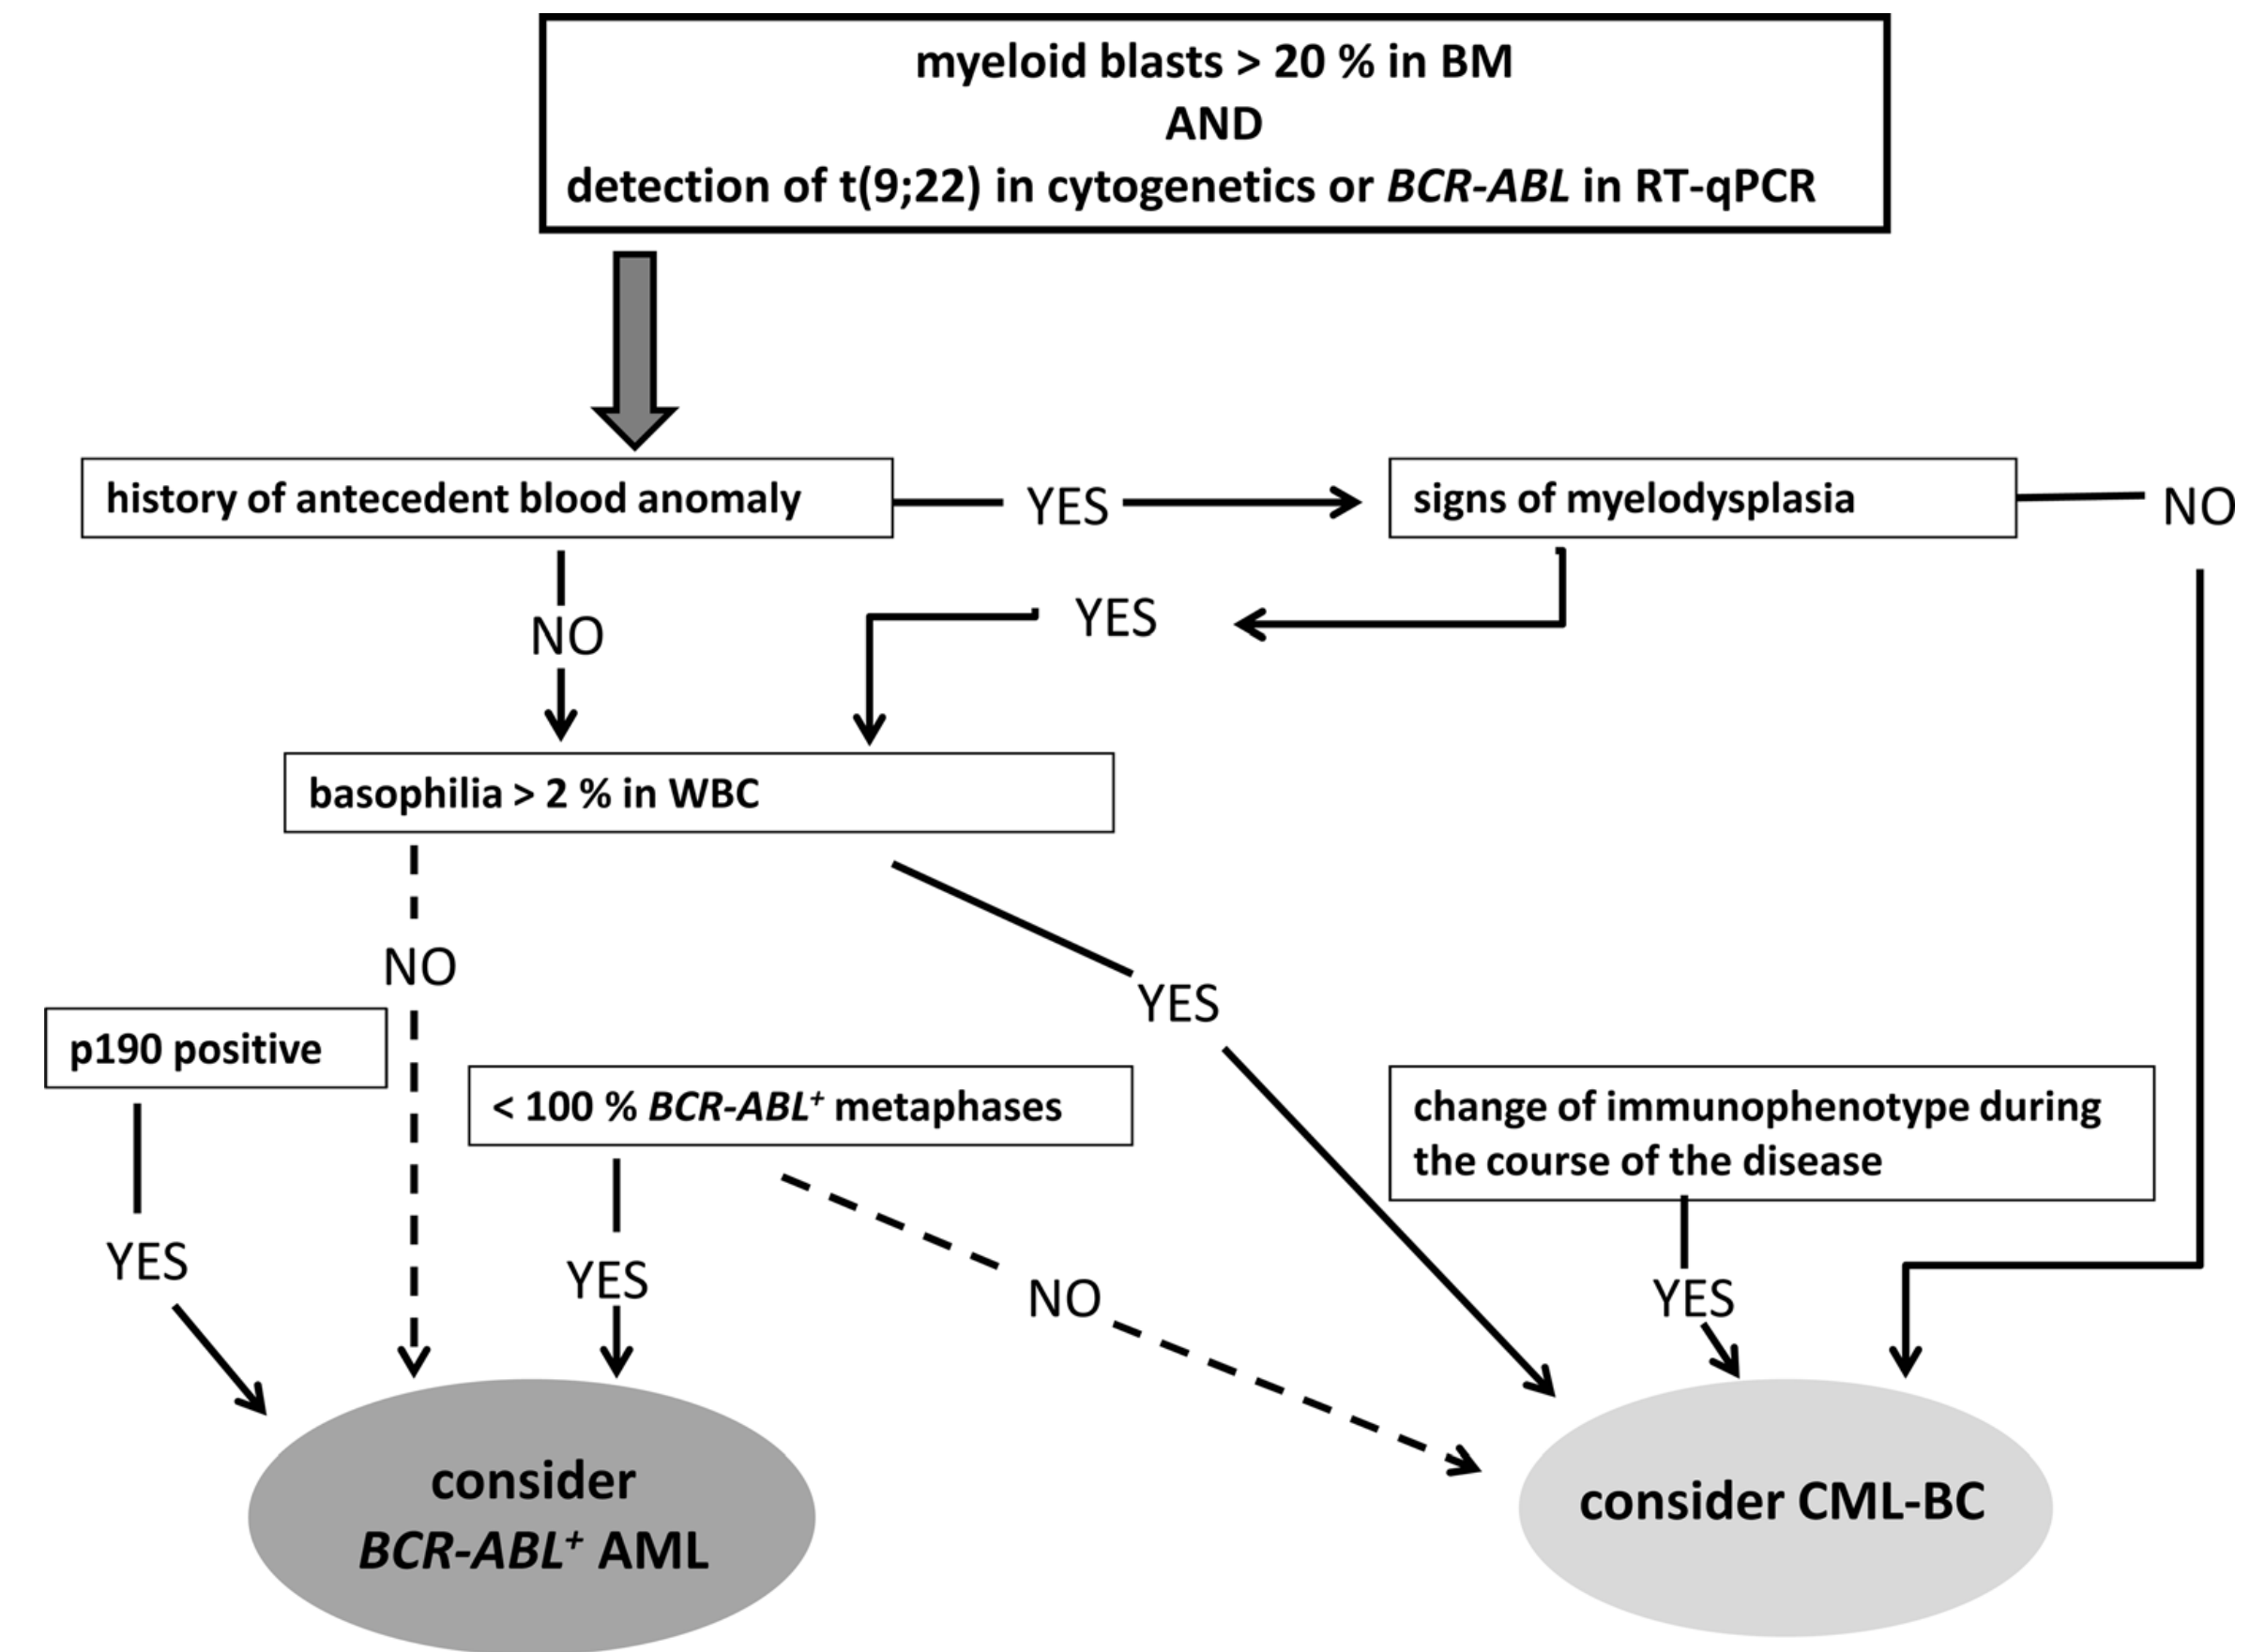 myeloid blasts > 20 % in BM
AND
detection of t(9;22) in cytogenetics or BCR-ABL in RT-qPCR
history of antecedent blood anomaly
YES
signs of myelodysplasia
NO
NO
YES
basophilia > 2 % in WBC
NO
YES
p190 positive
< 100 % BCR-ABL⁺ metaphases
change of immunophenotype during
the course of the disease
YES
YES
NO
YES
consider
BCR-ABL⁺ AML
consider CML-BC